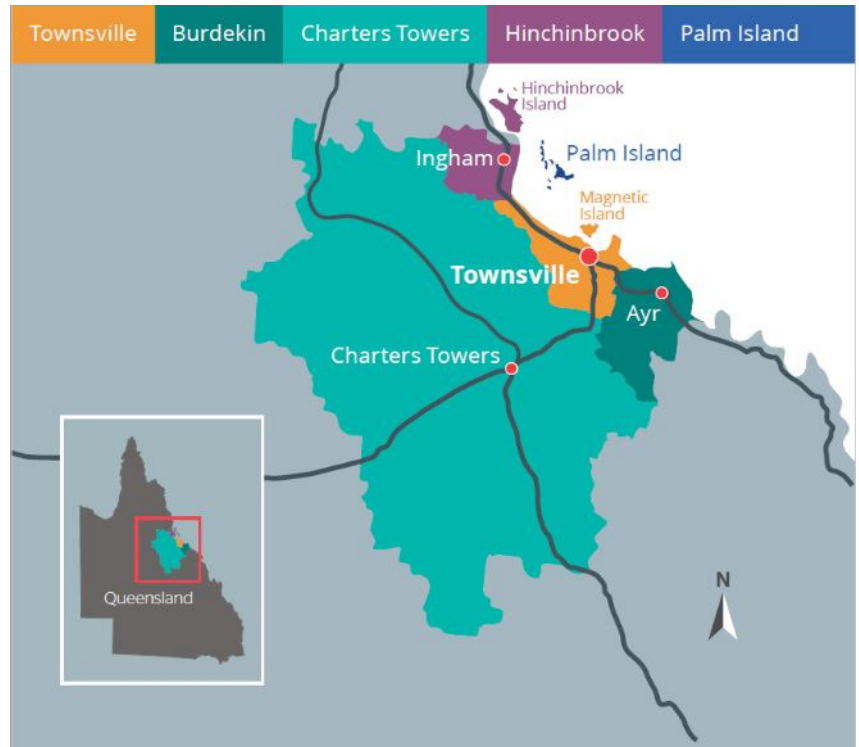 Townsville Burdekin Charters Towers Hinchinbrook Palm Island
Hinchinbrook
Island
Ingham
Palm Island
Magnetic
Island
Townsville
Ayr
Charters Towers
Queensland
N